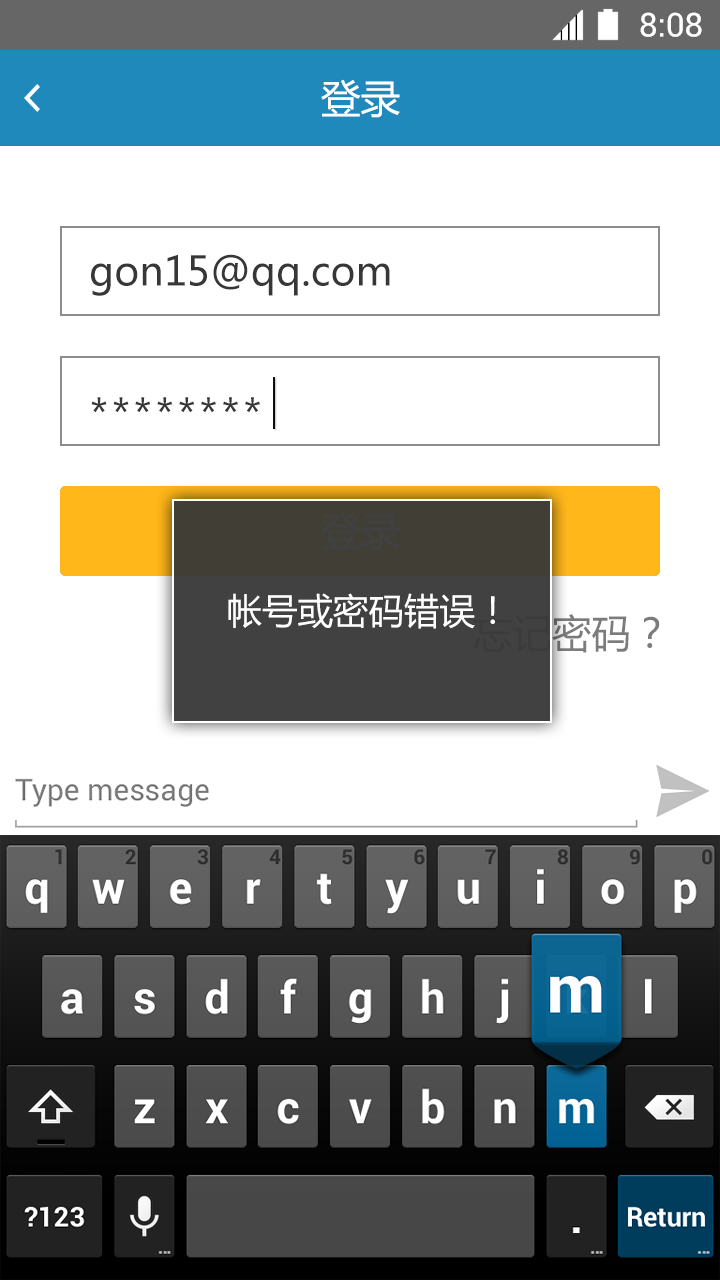 8:08
登录
gon15@qq.com
********
登录
帐号或密码错误！
忘记密码？
Type message
1 2 3 4 5 6 7 8 9 0
q w e r t y u i o p
a s d f g h j m l
z x c v b n m
?123 . Return